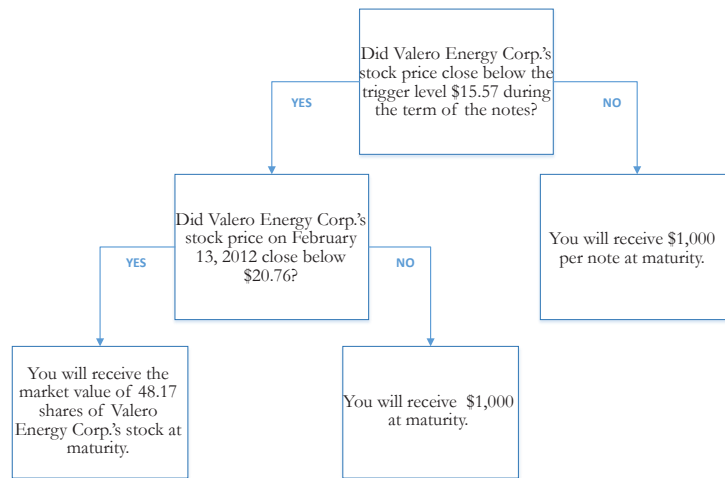 Did Valero Energy Corp.'s
stock price close below the
trigger level $15.57 during
the term of the notes?
YES
NO
Did Valero Energy Corp.'s
stock price on February
13, 2012 close below
$20.76?
You will receive $1,000
per note at maturity.
YES
NO
You will receive the
market value of 48.17
shares of Valero
Energy Corp.'s stock at
maturity.
You will receive $1,000
at maturity.